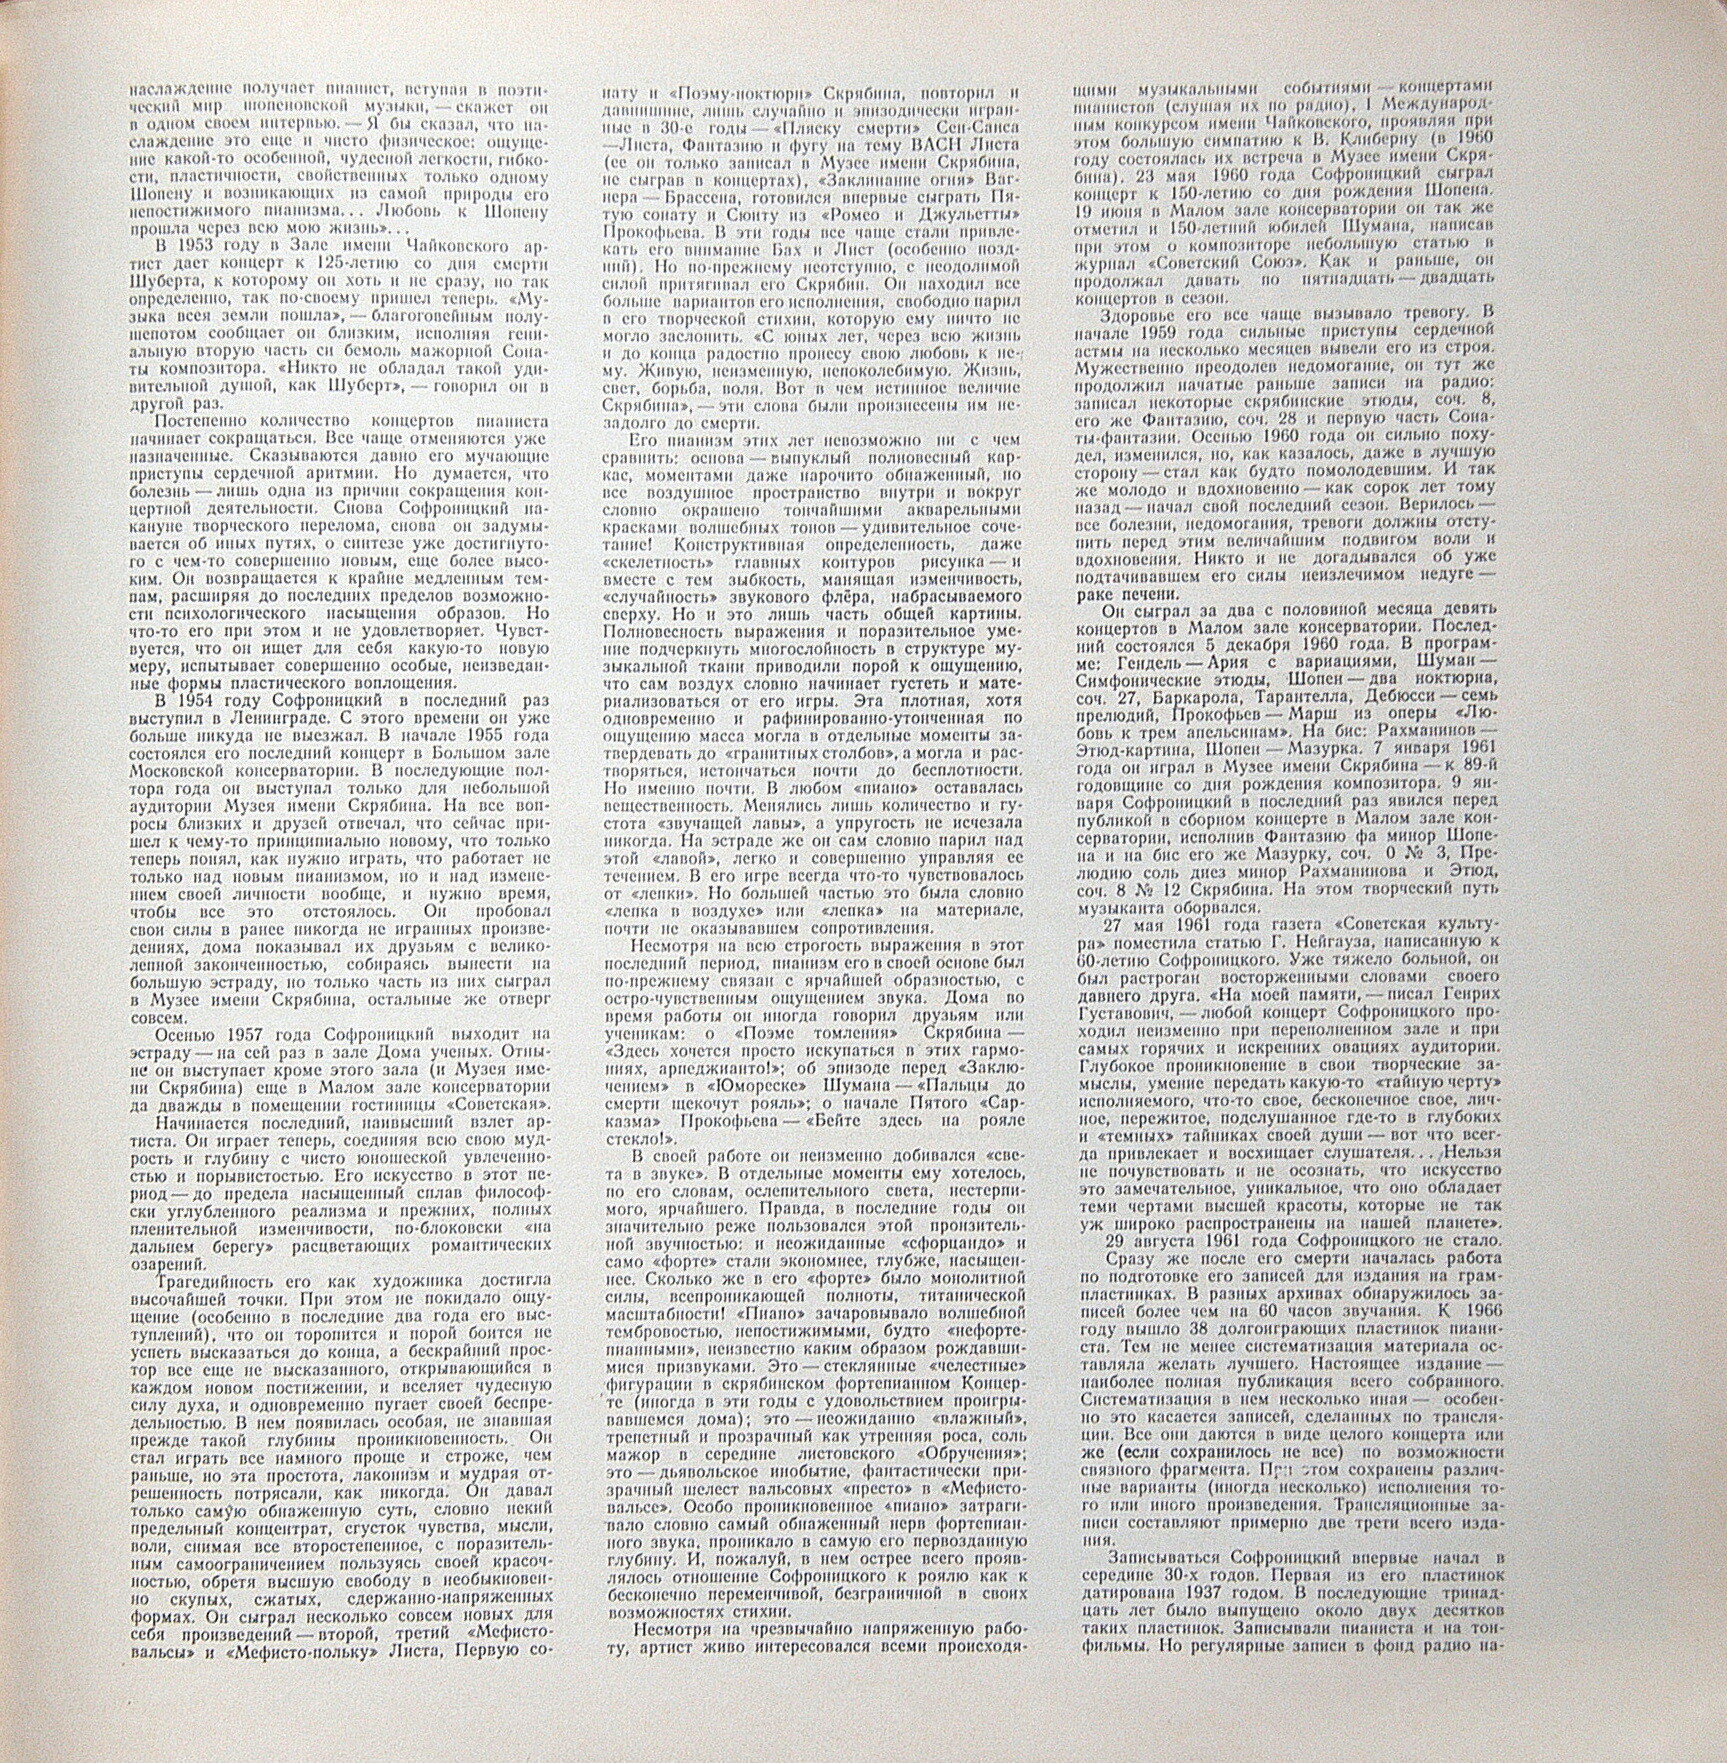 наслаждение получает пианист, вступая в поэти-
ческий мир шопеновской музыки, — скажет он
в одном своем интервью. — Я бы сказал, что на-
слаждение это еще и чисто физическое: ощуще-
ние какой-то особенной, чудесной легкости, гибко-
сти, пластичности, свойственных только одному
Шопену и возникающих из самой природы его
непостижимого пианизма... Любовь к Шопену
прошла через всю мою жизнь»...
В 1953 году в Зале имени Чайковского ар-
тист дает концерт к 125-летию со дня смерти
Шуберта, к которому он хоть и не сразу, но так
определенно, так по-своему пришел теперь. «Му-
зыка всея земли пошла», — благоговейным полу-
шепотом сообщает он близким, исполняя гени-
альную вторую часть си бемоль мажорной Сона-
ты композитора. «Никто не обладал такой уди-
вительной душой, как Шуберт», — говорил он в
другой раз.
Постепенно количество концертов пианиста
начинает сокращаться. Все чаще отменяются уже
назначенные. Сказываются давно его мучающие
приступы сердечной аритмии. Но думается, что
болезнь — лишь одна из причин сокращения кон-
цертной деятельности. Снова Софроницкий на-
кануне творческого перелома, снова он задумы-
вается об иных путях, о синтезе уже достигнуто-
го с чем-то совершенно новым, еще более высо-
ким. Он возвращается к крайне медленным тем-
пам, расширяя до последних пределов возможно-
сти психологического насыщения образов. Но
что-то его при этом и не удовлетворяет. Чувст-
вуется, что он ищет для себя какую-то новую
меру, испытывает совершенно особые, неизведан-
ные формы пластического воплощения.
В 1954 году Софроницкий в последний раз
выступил в Ленинграде. С этого времени он уже
больше никуда не выезжал. В начале 1955 года
состоялся его последний концерт в Большом зале
Московской консерватории. В последующие пол-
тора года он выступал только для небольшой
аудитории Музея имени Скрябина. На все воп-
росы близких и друзей отвечал, что сейчас при-
шел к чему-то принципиально новому, что только
теперь понял, как нужно играть, что работает не
только над новым пианизмом, но и над измене-
нием своей личности вообще, и нужно время,
чтобы все это отстоялось. Он пробовал
свои силы в ранее никогда не игранных произве-
дениях, дома показывал их друзьям с велико-
лепной законченностью, собираясь вынести на
большую эстраду, но только часть из них сыграл
в Музее имени Скрябина, остальные же отверг
совсем.
Осенью 1957 года Софроницкий выходит на
эстраду — на сей раз в зале Дома ученых. Отны-
не он выступает кроме этого зала (и Музея име-
ни Скрябина) еще в Малом зале консерватории
да дважды в помещении гостиницы «Советская».
Начинается последний, наивысший взлет ар-
тиста. Он играет теперь, соединяя всю свою муд-
рость и глубину с чисто юношеской увлеченно-
стью и порывистостью. Его искусство в этот пе-
риод — до предела насыщенный сплав философ-
ски углубленного реализма и прежних, полных
пленительной изменчивости, по-блоковски «на
дальнем берегу» расцветающих романтических
озарений.
Трагедийность его как художника достигла
высочайшей точки. При этом не покидало ощу-
щение (особенно в последние два года его выс-
туплений), что он торопится и порой боится не
успеть высказаться до конца, а бескрайний прос-
тор все еще не высказанного, открывающийся в
каждом новом постижении, и вселяет чудесную
силу духа, и одновременно пугает своей беспре-
дельностью. В нем появилась особая, не знавшая
прежде такой глубины проникновенность. Он
стал играть все намного проще и строже, чем
раньше, но эта простота, лаконизм и мудрая от-
решенность потрясали, как никогда. Он давал
только самую обнаженную суть, словно некий
предельный концентрат, сгусток чувства, мысли,
воли, снимая все второстепенное, с поразитель-
ным самоограничением пользуясь своей красоч-
ностью, обретя высшую свободу в необыкновен-
но скупых, сжатых, сдержанно-напряженных
формах. Он сыграл несколько совсем новых для
себя произведений — второй, третий «Мефисто-
вальсы» и «Мефисто-польку» Листа, Первую со-
нату и «Поэму-ноктюрн» Скрябина, повторил и
давнишние, лишь случайно и эпизодически игран-
ные в 30-е годы — «Пляску смерти» Сен-Санса
—Листа, Фантазию и фугу на тему BACH Листа
(ее он только записал в Музее имени Скрябина,
не сыграв в концертах), «Заклинание огня» Ваг-
нера — Брассена, готовился впервые сыграть Пя-
тую сонату и Сюиту из «Ромео и Джульетты»
Прокофьева. В эти годы все чаще стали привле-
кать его внимание Бах и Лист (особенно позд-
ний). Но по-прежнему неотступно, с неодолимой
силой притягивал его Скрябин. Он находил все
больше вариантов его исполнения, свободно парил
в его творческой стихии, которую ему ничто не
могло заслонить. «С юных лет, через всю жизнь
и до конца радостно пронесу свою любовь к не-
му. Живую, неизменную, непоколебимую. Жизнь,
свет, борьба, воля. Вот в чем истинное величие
Скрябина», — эти слова были произнесены им не-
задолго до смерти.
Его пианизм этих лет невозможно ни с чем
сравнить: основа — выпуклый полновесный кар-
кас, моментами даже нарочито обнаженный, но
все воздушное пространство внутри и вокруг
словно окрашено тончайшими акварельными
красками волшебных тонов — удивительное соче-
тание! Конструктивная определенность, даже
«скелетность» главных контуров рисунка — и
вместе с тем зыбкость, манящая изменчивость,
«случайность» звукового флёра, набрасываемого
сверху. Но и это лишь часть общей картины.
Полновесность выражения и поразительное уме-
ние подчеркнуть многослойность в структуре му-
зыкальной ткани приводили порой к ощущению,
что сам воздух словно начинает густеть и мате-
риализоваться от его игры. Эта плотная, хотя
одновременно и рафинированно-утонченная по
ощущению масса могла в отдельные моменты за-
твердевать до «гранитных столбов», а могла и рас-
творяться, истончаться почти до бесплотности.
Но именно почти. В любом «пиано» оставалась
вещественность. Менялись лишь количество и гу-
стота «звучащей лавы», а упругость не исчезала
никогда. На эстраде же он сам словно парил над
этой «лавой», легко и совершенно управляя ее
течением. В его игре всегда что-то чувствовалось
от «лепки». Но большей частью это была словно
«лепка в воздухе» или «лепка» на материале,
почти не оказывавшем сопротивления.
Несмотря на всю строгость выражения в этот
последний период, пианизм его в своей основе был
по-прежнему связан с ярчайшей образностью, с
остро-чувственным ощущением звука. Дома во
время работы он иногда говорил друзьям или
ученикам: о «Поэме томления» Скрябина —
«Здесь хочется просто искупаться в этих гармо-
ниях, арпеджианто!»; об эпизоде перед «Заклю-
чением» в «Юмореске» Шумана — «Пальцы до
смерти щекочут рояль»; о начале Пятого «Сар-
казма» Прокофьева — «Бейте здесь на рояле
стекло!».
В своей работе он неизменно добивался «све-
та в звуке». В отдельные моменты ему хотелось,
по его словам, ослепительного света, нестерпи-
мого, ярчайшего. Правда, в последние годы он
значительно реже пользовался этой пронзитель-
ной звучностью: и неожиданные «сфорцандо» и
само «форте» стали экономнее, глубже, насыщен-
нее. Сколько же в его «форте» было монолитной
силы, всепроникающей полноты, титанической
масштабности! «Пиано» зачаровывало волшебной
тембровостью, непостижимыми, будто «нефорте-
пианными», неизвестно каким образом рождавши-
мися призвуками. Это — стеклянные «челестные»
фигурации в скрябинском фортепианном Концер-
те (иногда в эти годы с удовольствием проигры-
вавшемся дома); это — неожиданно «влажный»,
трепетный и прозрачный как утренняя роса, соль
мажор в середине листовского «Обручения»;
это — дьявольское инобытие, фантастически при-
зрачный шелест вальсовых «престо» в «Мефисто-
вальсе». Особо проникновенное «пиано» затраги-
вало словно самый обнаженный нерв фортепиан-
ного звука, проникало в самую его первозданную
глубину. И, пожалуй, в нем острее всего прояв-
лялось отношение Софроницкого к роялю как к
бесконечно переменчивой, безграничной в своих
возможностях стихии.
Несмотря на чрезвычайно напряженную рабо-
ту, артист живо интересовался всеми происходя-
щими музыкальными событиями — концертами
пианистов (слушая их по радио), I Международ-
ным конкурсом имени Чайковского, проявляя при
этом большую симпатию к В. Клиберну (в 1960
году состоялась их встреча в Музее имени Скря-
бина). 23 мая 1960 года Софроницкий сыграл
концерт к 150-летию со дня рождения Шопена.
19 июня в Малом зале консерватории он так же
отметил и 150-летний юбилей Шумана, написав
при этом о композиторе небольшую статью в
журнал «Советский Союз». Как и раньше, он
продолжал давать по пятнадцать — двадцать
концертов в сезон.
Здоровье его все чаще вызывало тревогу. В
начале 1959 года сильные приступы сердечной
астмы на несколько месяцев вывели его из строя.
Мужественно преодолев недомогание, он тут же
продолжил начатые раньше записи на радио:
записал некоторые скрябинские этюды, соч. 8,
его же Фантазию, соч. 28 и первую часть Сона-
ты-фантазии. Осенью 1960 года он сильно поху-
дел, изменился, но, как казалось, даже в лучшую
сторону — стал как будто помолодевшим. И так
же молодо и вдохновенно — как сорок лет тому
назад — начал свой последний сезон. Верилось —
все болезни, недомогания, тревоги должны отсту-
пить перед этим величайшим подвигом воли и
вдохновения. Никто и не догадывался об уже
подтачивавшем его силы неизлечимом недуге —
раке печени.
Он сыграл за два с половиной месяца девять
концертов в Малом зале консерватории. Послед-
ний состоялся 5 декабря 1960 года. В програм-
ме: Гендель — Ария с вариациями, Шуман —
Симфонические этюды, Шопен — два ноктюрна,
соч. 27, Баркарола, Тарантелла, Дебюсси — семь
прелюдий, Прокофьев — Марш из оперы «Лю-
бовь к трем апельсинам». На бис: Рахманинов —
Этюд-картина, Шопен — Мазурка. 7 января 1961
года он играл в Музее имени Скрябина — к 89-й
годовщине со дня рождения композитора. 9 ян-
варя Софроницкий в последний раз явился перед
публикой в сборном концерте в Малом зале кон-
серватории, исполнив Фантазию фа минор Шопе-
на и на бис его же Мазурку, соч. 0 № 3, Пре-
людию соль диез минор Рахманинова и Этюд,
соч. 8 № 12 Скрябина. На этом творческий путь
музыканта оборвался.
27 мая 1961 года газета «Советская культу-
ра» поместила статью Г. Нейгауза, написанную к
60-летию Софроницкого. Уже тяжело больной, он
был растроган восторженными словами своего
давнего друга. «На моей памяти, — писал Генрих
Густавович, — любой концерт Софроницкого про-
ходил неизменно при переполненном зале и при
самых горячих и искренних овациях аудитории.
Глубокое проникновение в свои творческие за-
мыслы, умение передать какую-то «тайную черту»
исполняемого, что-то свое, бесконечное свое, лич-
ное, пережитое, подслушанное где-то в глубоких
и «темных» тайниках своей души — вот что всег-
да привлекает и восхищает слушателя... Нельзя
не почувствовать и не осознать, что искусство
это замечательное, уникальное, что оно обладает
теми чертами высшей красоты, которые не так
уж широко распространены на нашей планете».
29 августа 1961 года Софроницкого не стало.
Сразу же после его смерти началась работа
по подготовке его записей для издания на грам-
пластинках. В разных архивах обнаружилось за-
писей более чем на 60 часов звучания. К 1966
году вышло 38 долгоиграющих пластинок пиани-
ста. Тем не менее систематизация материала ос-
тавляла желать лучшего. Настоящее издание —
наиболее полная публикация всего собранного.
Систематизация в нем несколько иная — особен-
но это касается записей, сделанных по трансля-
ции. Все они даются в виде целого концерта или
же (если сохранилось не все) по возможности
связного фрагмента. При этом сохранены различ-
ные варианты (иногда несколько) исполнения то-
го или иного произведения. Трансляционные за-
писи составляют примерно две трети всего изда-
ния.
Записываться Софроницкий впервые начал в
середине 30-х годов. Первая из его пластинок
датирована 1937 годом. В последующие тринад-
цать лет было выпущено около двух десятков
таких пластинок. Записывали пианиста и на тон-
фильмы. Но регулярные записи в фонд радио на-